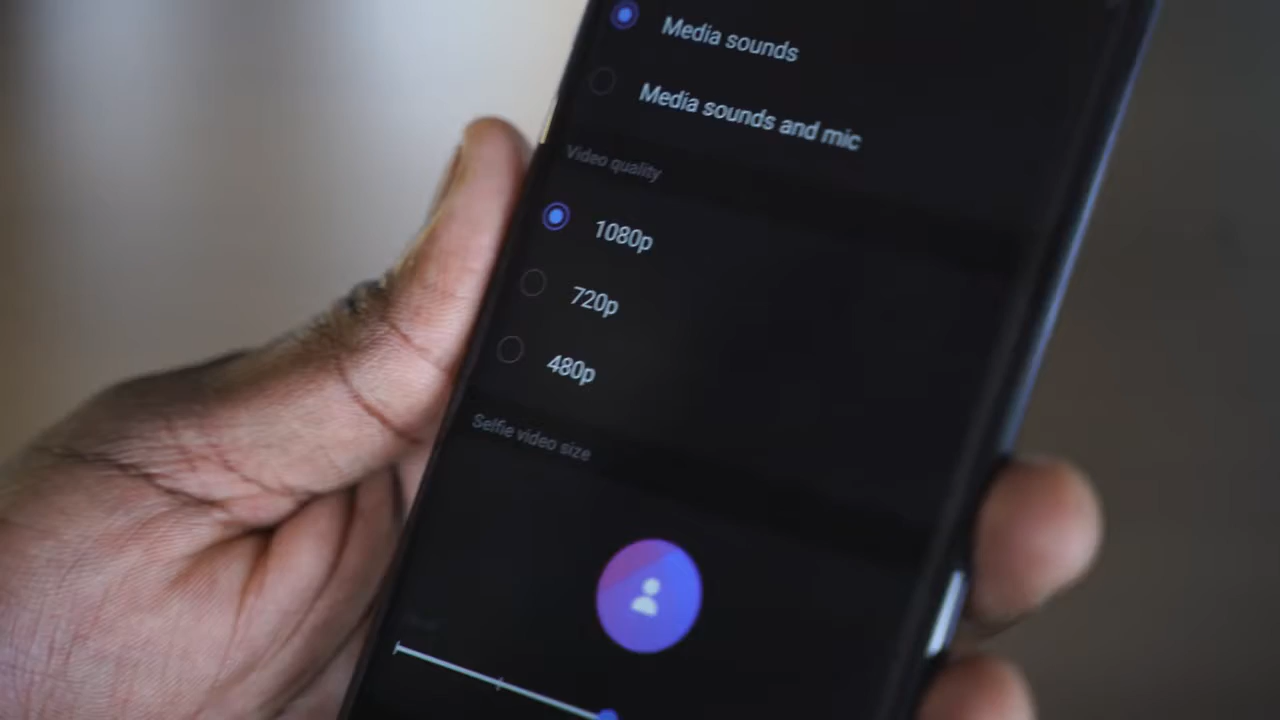 Media sounds
Media sounds and mic
Video quality
1080p
720p
480p
Selfie video size